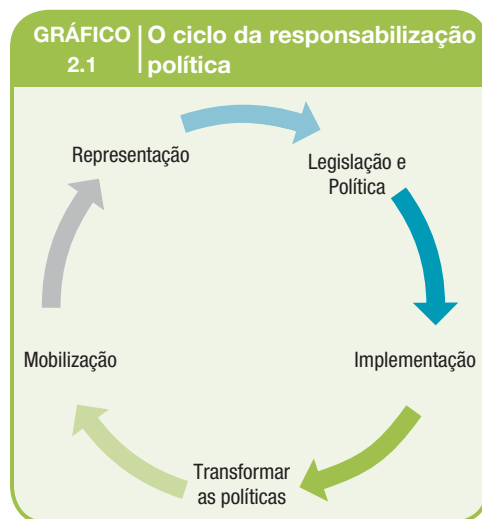 GRÁFICO
2.1
O ciclo da responsabilização
política
Representação
Legislação e
Política
Implementação
Transformar
as políticas
Mobilização